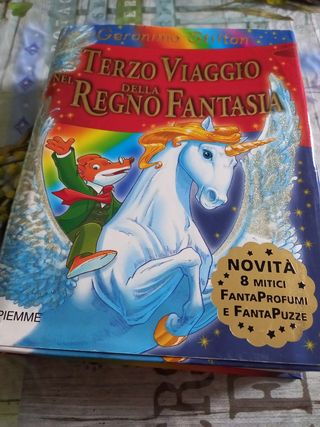 Geronimo Stilton
TERZO VIAGGIO
NEL DELLA
REGNO FANTASIA
NOVITÀ
8 MITICI
FANTAPROFUMI
E FANTAPUZZE
PIEMME